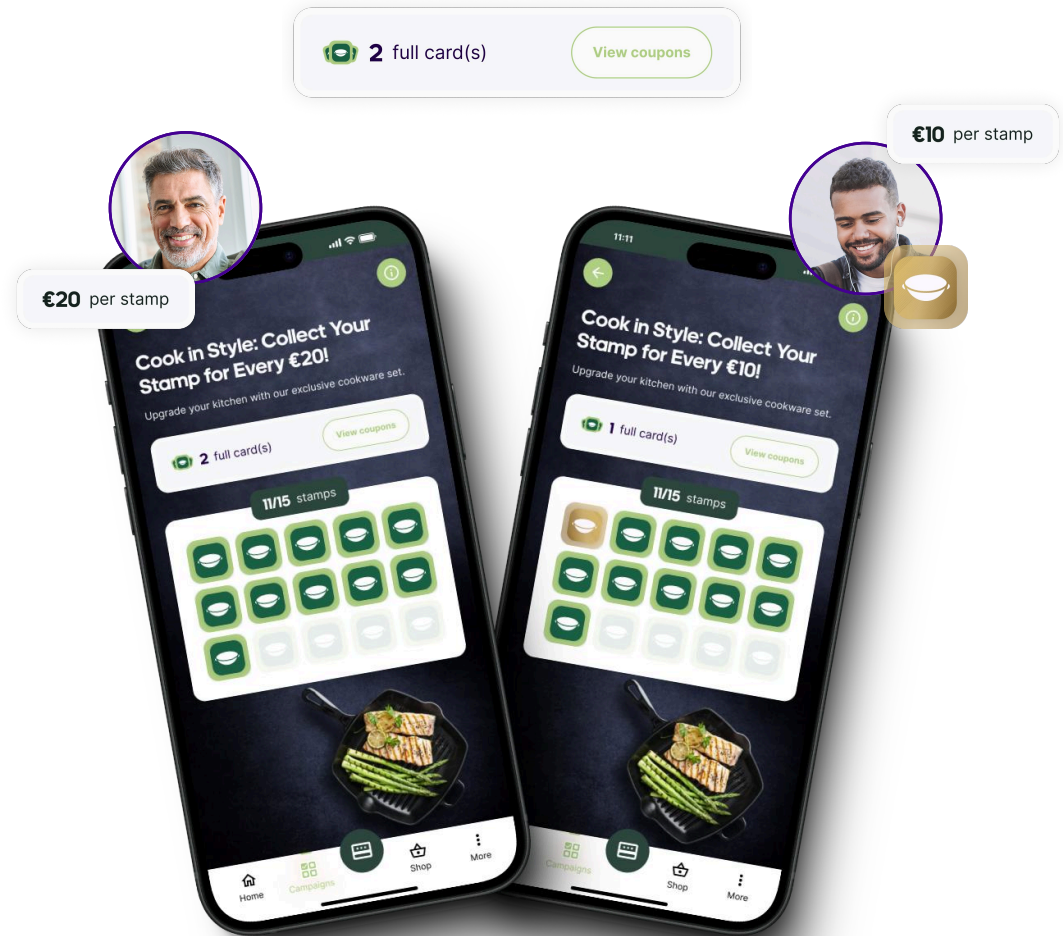 2 full card(s)
View coupons
€10 per stamp
€20 per stamp
Cook in Style: Collect Your
Stamp for Every €20!
Upgrade your kitchen with our exclusive cookware set.
2 full card(s)
View coupons
11/15 stamps
Home
Campaigns
Shop
More
11:11
Cook in Style: Collect Your
Stamp for Every €10!
Upgrade your kitchen with our exclusive cookware set.
1 full card(s)
View coupons
11/15 stamps
Campaigns
Shop
More